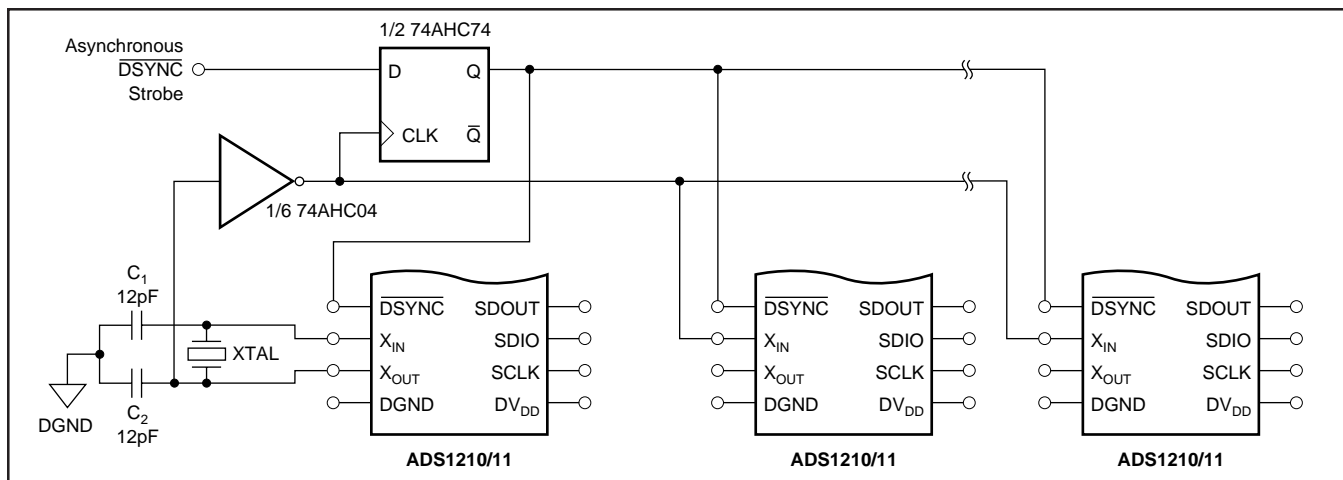 1/2 74AHC74
Asynchronous
DSYNC
Strobe
D Q
CLK Q
1/6 74AHC04
C1
12pF
XTAL
C2
12pF
DGND
DSYNC SDOUT
XIN SDIO
XOUT SCLK
DGND DVDD
ADS1210/11
DSYNC SDOUT
XIN SDIO
XOUT SCLK
DGND DVDD
ADS1210/11
DSYNC SDOUT
XIN SDIO
XOUT SCLK
DGND DVDD
ADS1210/11